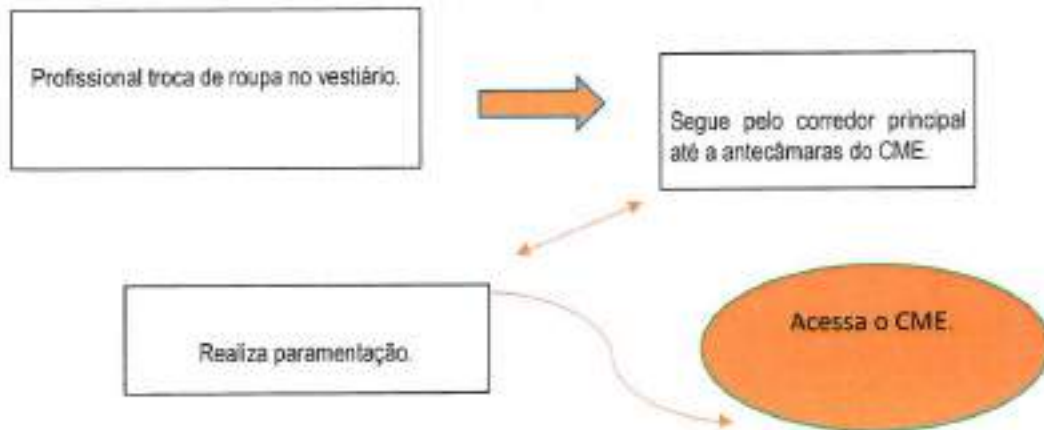 Profissional troca de roupa no vestiário.
Segue pelo corredor principal
até a antecâmaras do CME.
Realiza paramentação.
Acessa o CME.